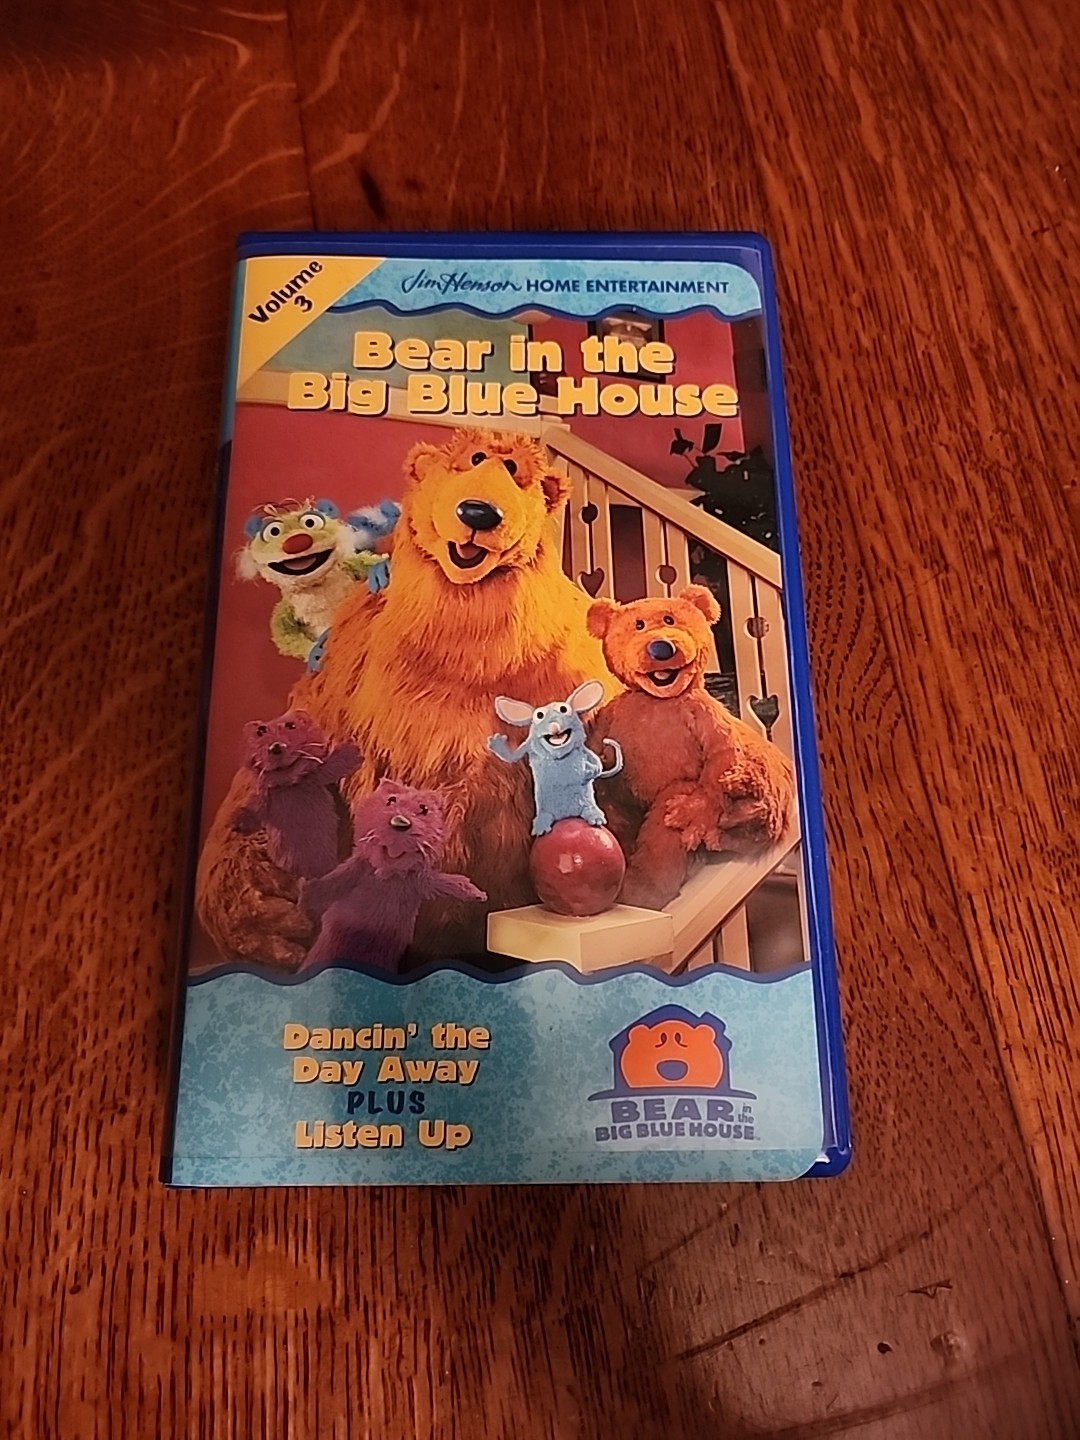 Volume
3
Jim Henson HOME ENTERTAINMENT
Bear in the
Big Blue House
Dancin' the
Day Away
PLUS
Listen Up
BEAR in the
BIG BLUE HOUSE™